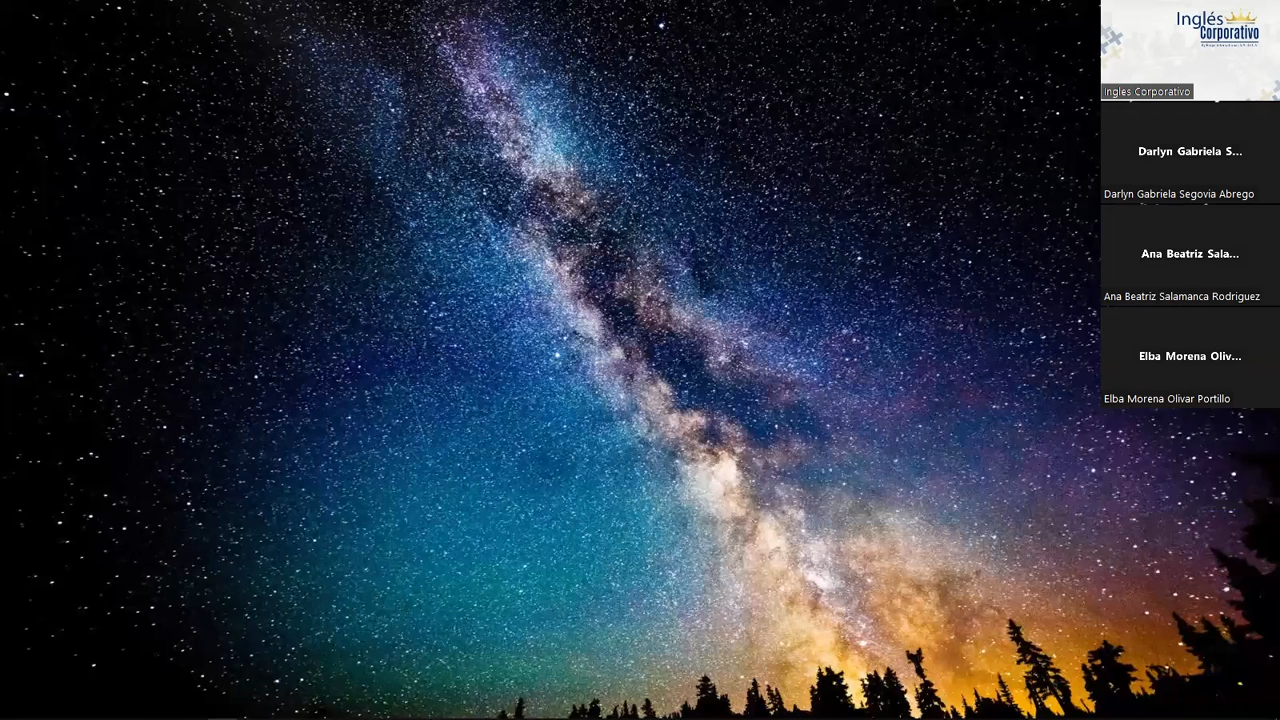 Inglés
Corporativo
Ingles Corporativo
Darlyn Gabriela S...
Darlyn Gabriela Segovia Abrego
Ana Beatriz Sala...
Ana Beatriz Salamanca Rodriguez
Elba Morena Oliv...
Elba Morena Olivar Portillo